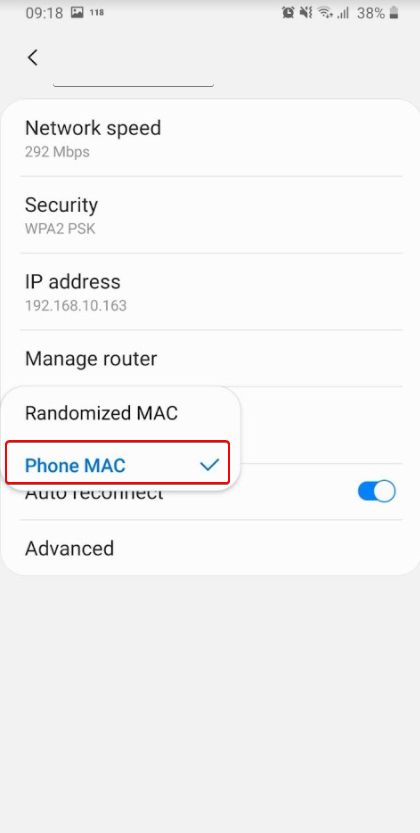 09:18 118 38%
Network speed
292 Mbps
Security
WPA2 PSK
IP address
192.168.10.163
Manage router
Randomized MAC
Phone MAC
Auto reconnect
Advanced